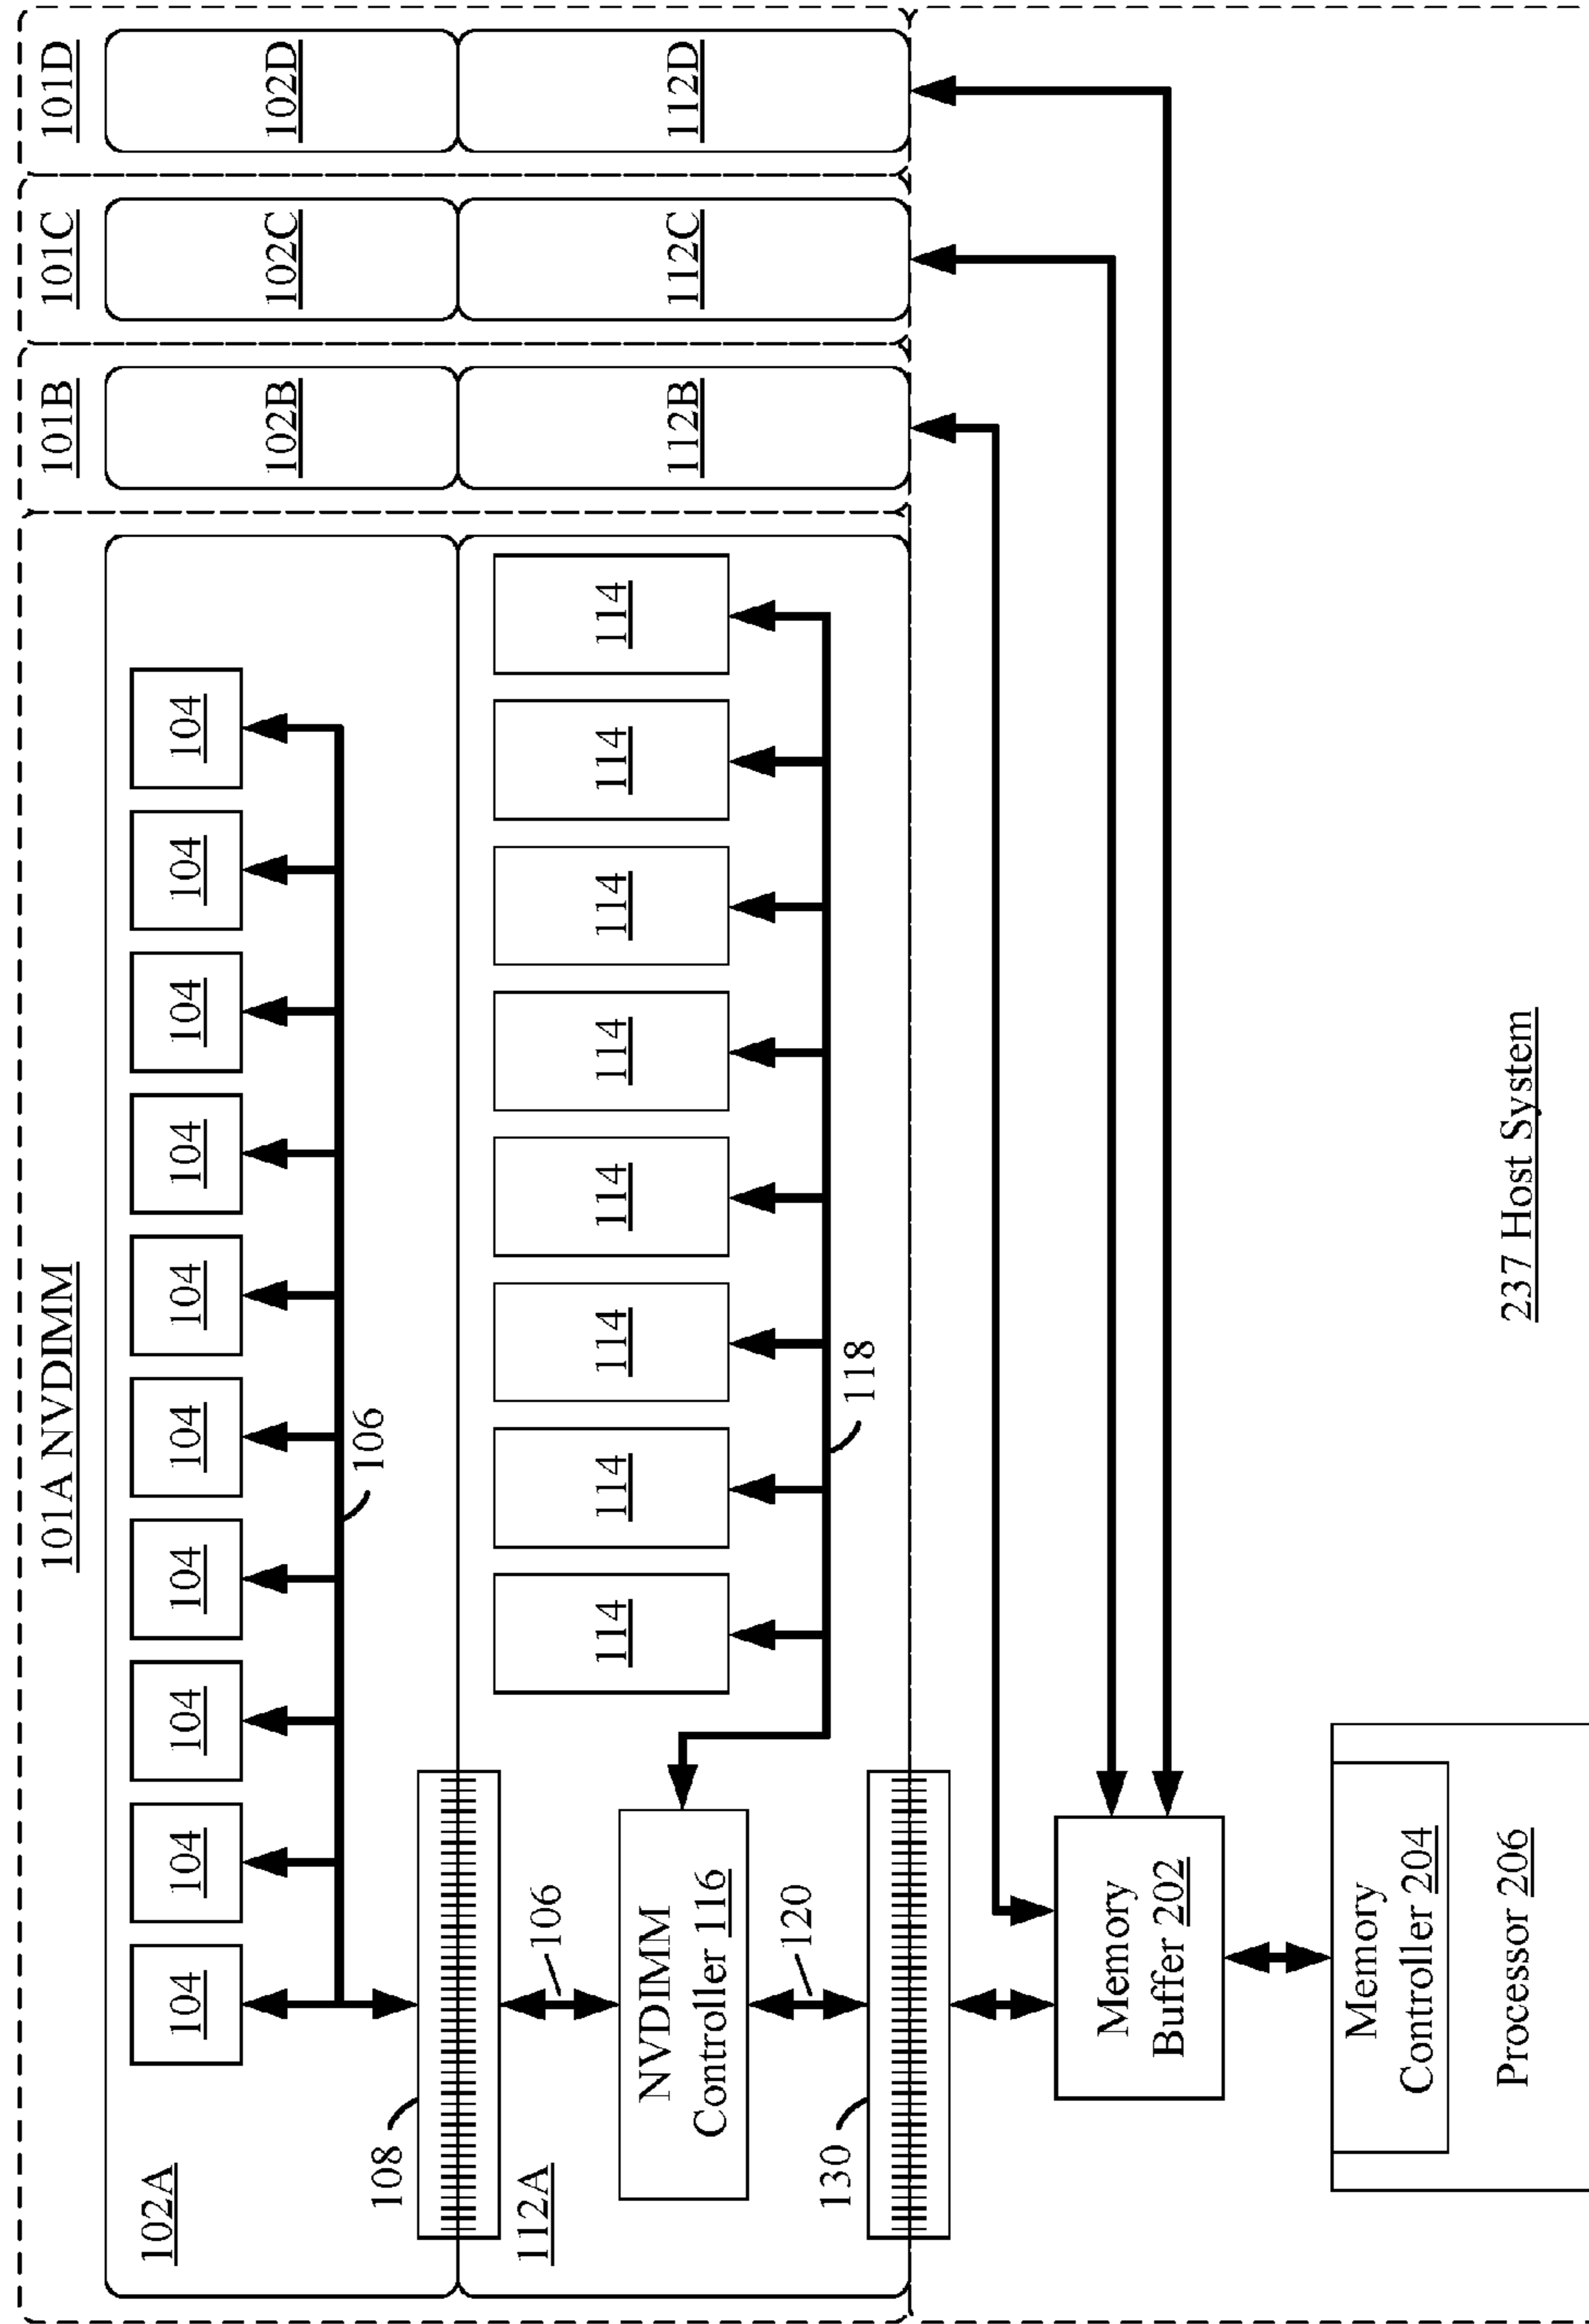 101A NVDIMM
101B
101C
101D
102A
104
104
104
104
104
104
104
104
104
104
102B
102C
102D
106
108
112A
106
114
114
114
114
114
114
114
114
112B
112C
112D
NVDIMM
Controller 116
120
130
118
Memory
Buffer 202
Memory
Controller 204
Processor 206
237 Host System